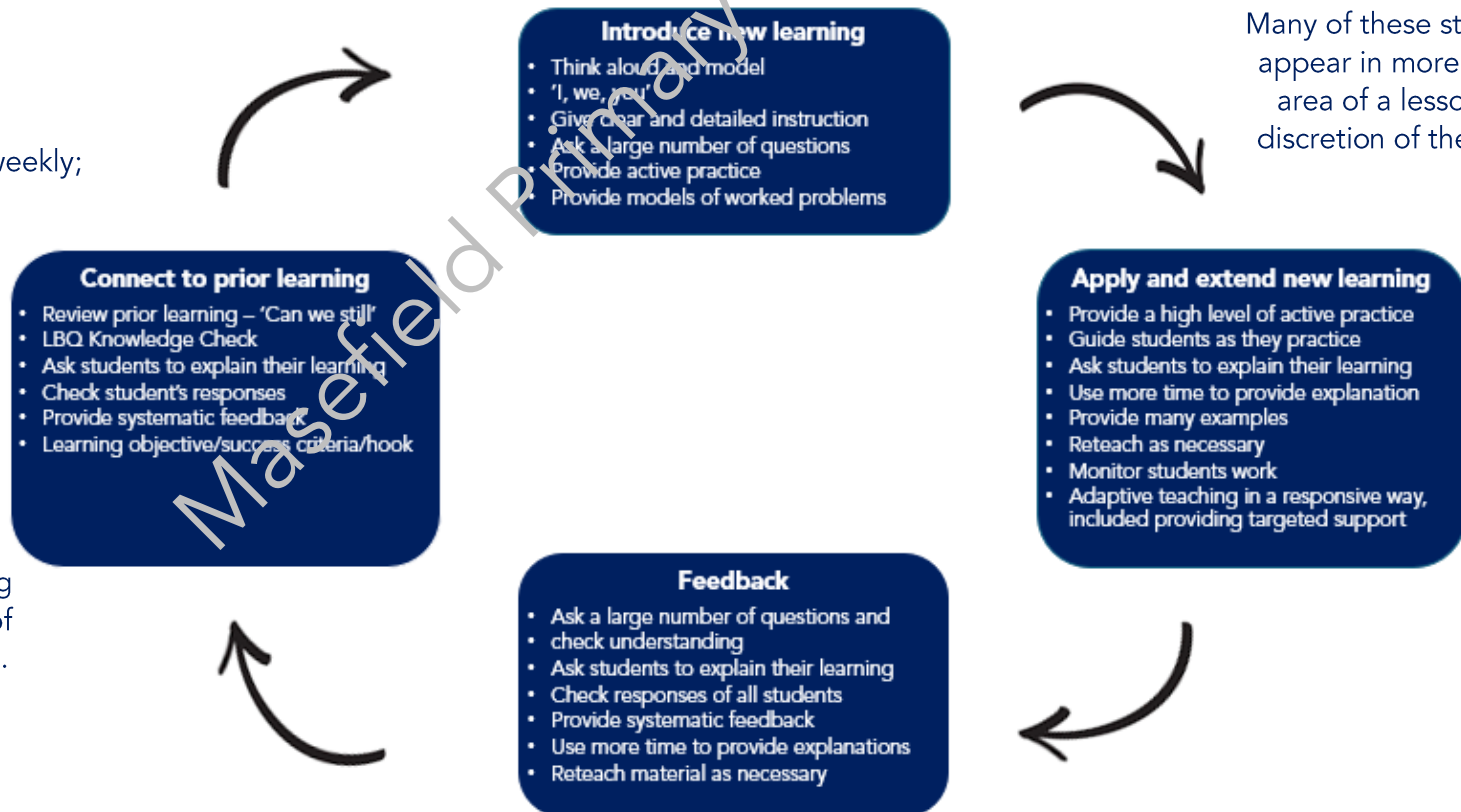 Introduce new learning
• Think aloud and model
• 'I, we, you'
• Give clear and detailed instruction
• Ask a large number of questions
• Provide active practice
• Provide models of worked problems
Many of these
appear in more
area of a
discretion of
weekly;
Connect to prior learning
• Review prior learning – 'Can we still'
• LBQ Knowledge Check
• Ask students to explain their learning
• Check student's responses
• Provide systematic feedback
• Learning objective/success criteria/hook
Apply and extend new learning
• Provide a high level of active practice
• Guide students as they practice
• Ask students to explain their learning
• Use more time to provide explanation
• Provide many examples
• Reteach as necessary
• Monitor students work
• Adaptive teaching in a responsive way,
included providing targeted support
of
.
Feedback
• Ask a large number of questions and
• check understanding
• Ask students to explain their learning
• Check responses of all students
• Provide systematic feedback
• Use more time to provide explanations
• Reteach material as necessary
Masefield Primary